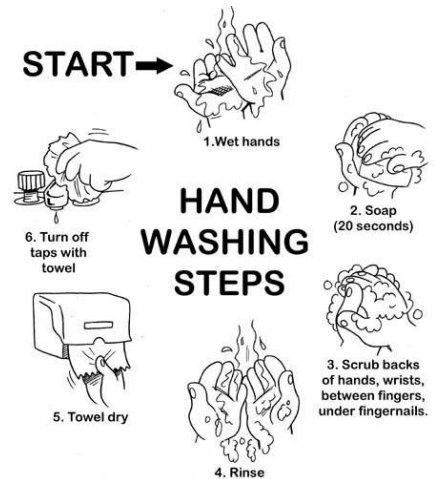 START
1.Wet hands
2. Soap
(20 seconds)
3. Scrub backs
of hands, wrists,
between fingers,
under fingernails.
4. Rinse
5. Towel dry
6. Turn off
taps with
towel
HAND
WASHING
STEPS